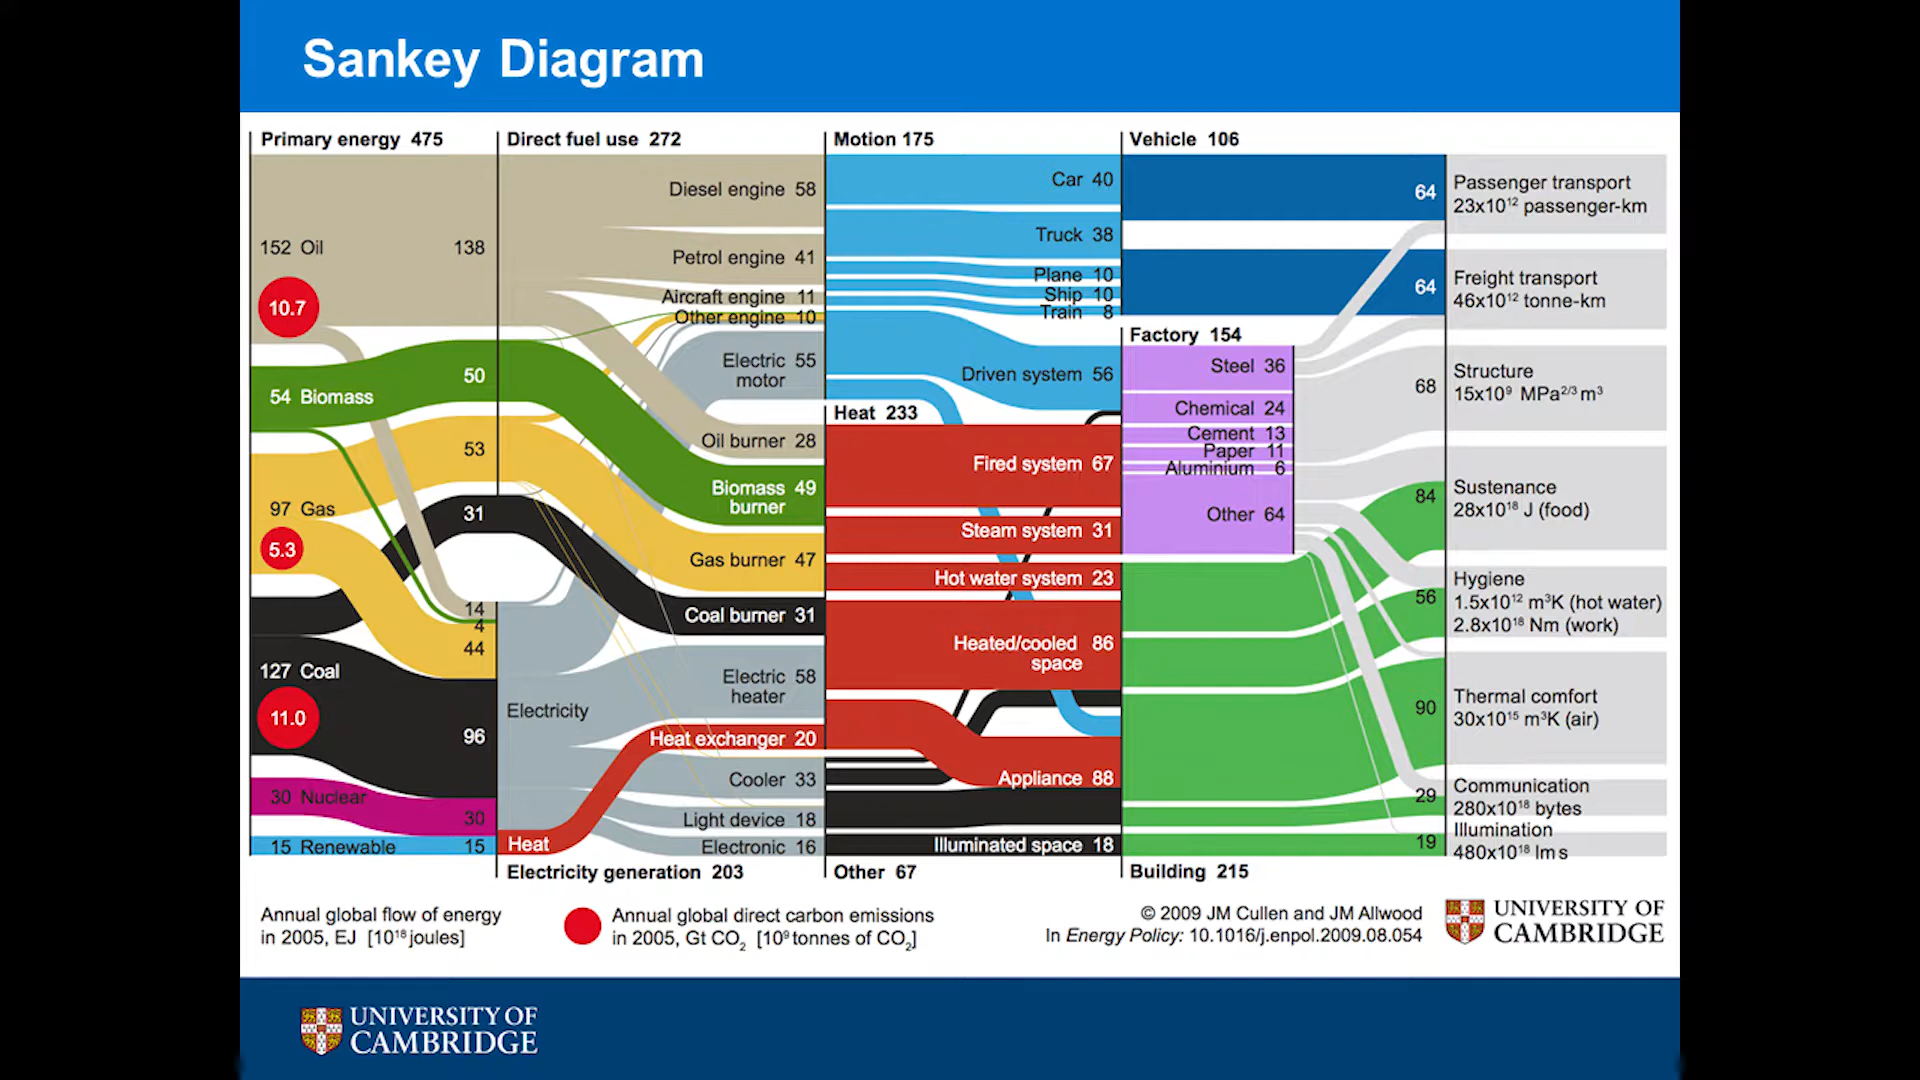 Sankey Diagram
Primary energy 475
Direct fuel use 272
Motion 175
Vehicle 106
152 Oil
138
10.7
54 Biomass
50
53
97 Gas
5.3
31
14
4
44
127 Coal
11.0
96
30 Nuclear
30
15 Renewable
15
Diesel engine 58
Petrol engine 41
Aircraft engine 11
Other engine 10
Electric 55
motor
Oil burner 28
Biomass 49
burner
Gas burner 47
Coal burner 31
Electricity
Electric 58
heater
Heat exchanger 20
Cooler 33
Light device 18
Heat
Electronic 16
Electricity generation 203
Car 40
Truck 38
Plane 10
Ship 10
Train 8
Driven system 56
Heat 233
Fired system 67
Steam system 31
Hot water system 23
Heated/cooled 86
space
Appliance 88
Illuminated space 18
Other 67
Factory 154
Steel 36
Chemical 24
Cement 13
Paper 11
Aluminium 6
Other 64
Building 215
64
Passenger transport
23x10¹² passenger-km
64
Freight transport
46x10¹² tonne-km
68
Structure
15x10⁹ MPa²ᐟ³ m³
84
Sustenance
28x10¹⁸ J (food)
56
Hygiene
1.5x10¹² m³K (hot water)
2.8x10¹⁸ Nm (work)
90
Thermal comfort
30x10¹⁵ m³K (air)
29
Communication
280x10¹⁸ bytes
19
Illumination
480x10¹⁸ lm s
Annual global flow of energy
in 2005, EJ [10¹⁸ joules]
Annual global direct carbon emissions
in 2005, Gt CO₂ [10⁹ tonnes of CO₂]
© 2009 JM Cullen and JM Allwood
In Energy Policy: 10.1016/j.enpol.2009.08.054
UNIVERSITY OF
CAMBRIDGE
UNIVERSITY OF
CAMBRIDGE